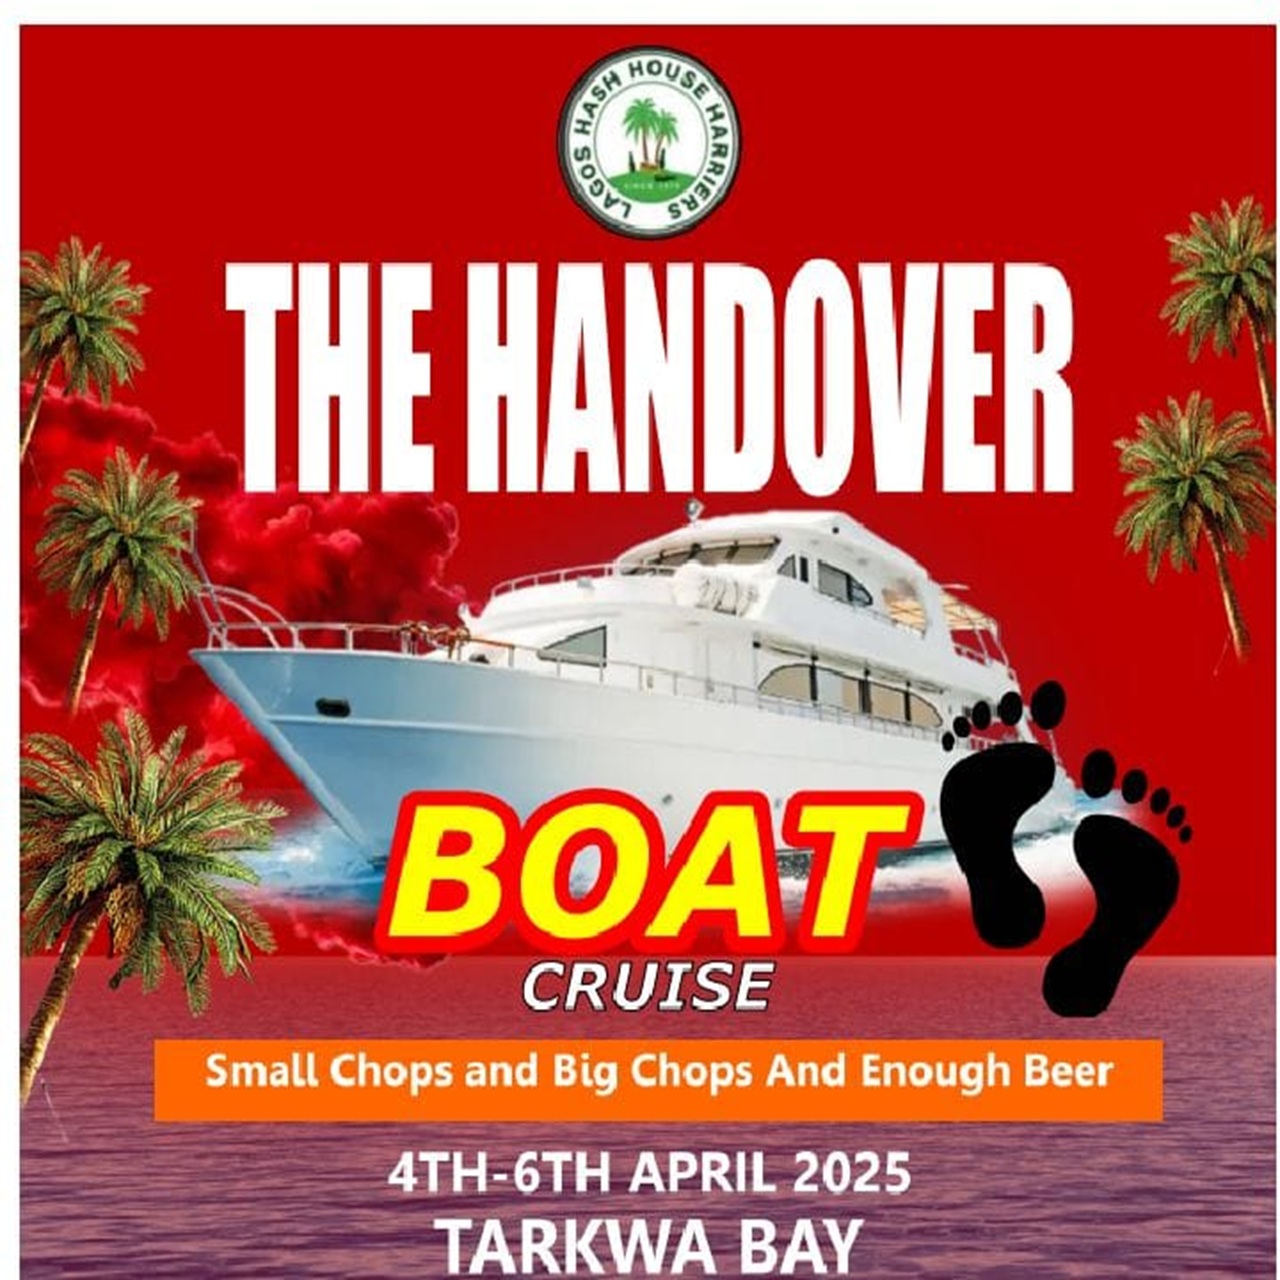 LAGOS HASH HOUSE HARRIERS
THE HANDOVER
BOAT
CRUISE
Small Chops and Big Chops And Enough Beer
4TH-6TH APRIL 2025
TARKWA BAY